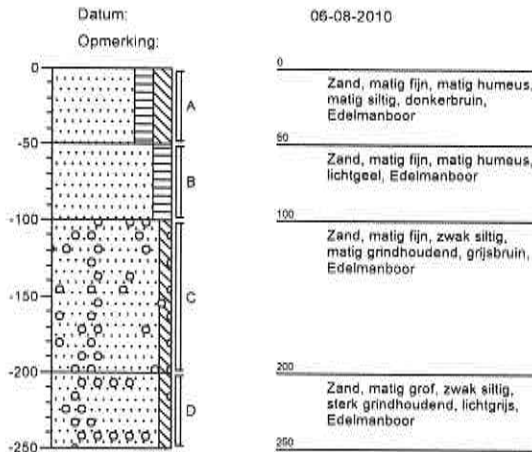 Datum: 06-08-2010
Opmerking:
0
-50
-100
-150
-200
-250
A
B
C
D
0
Zand, matig fijn, matig humeus,
matig siltig, donkerbruin,
Edelmanboor
50
Zand, matig fijn, matig humeus,
lichtgeel, Edelmanboor
100
Zand, matig fijn, zwak siltig,
matig grindhoudend, grijsbruin,
Edelmanboor
200
Zand, matig grof, zwak siltig,
sterk grindhoudend, lichtgrijs,
Edelmanboor
250